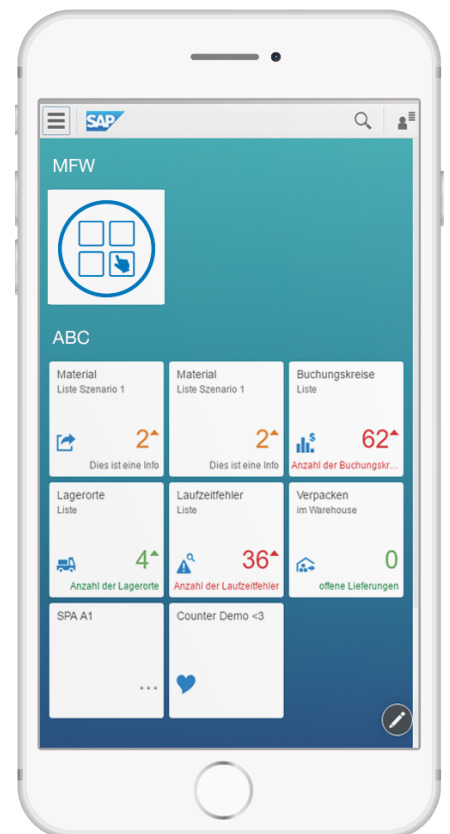 SAP
MFW
ABC
Material
Liste Szenario 1
2
Dies ist eine Info
Material
Liste Szenario 1
2
Dies ist eine Info
Buchungskreise
Liste
62
Anzahl der Buchungskr...
Lagerorte
Liste
4
Anzahl der Lagerorte
Laufzeitfehler
Liste
36
Anzahl der Laufzeitfehler
Verpacken
im Warehouse
0
offene Lieferungen
SPA A1
...
Counter Demo <3